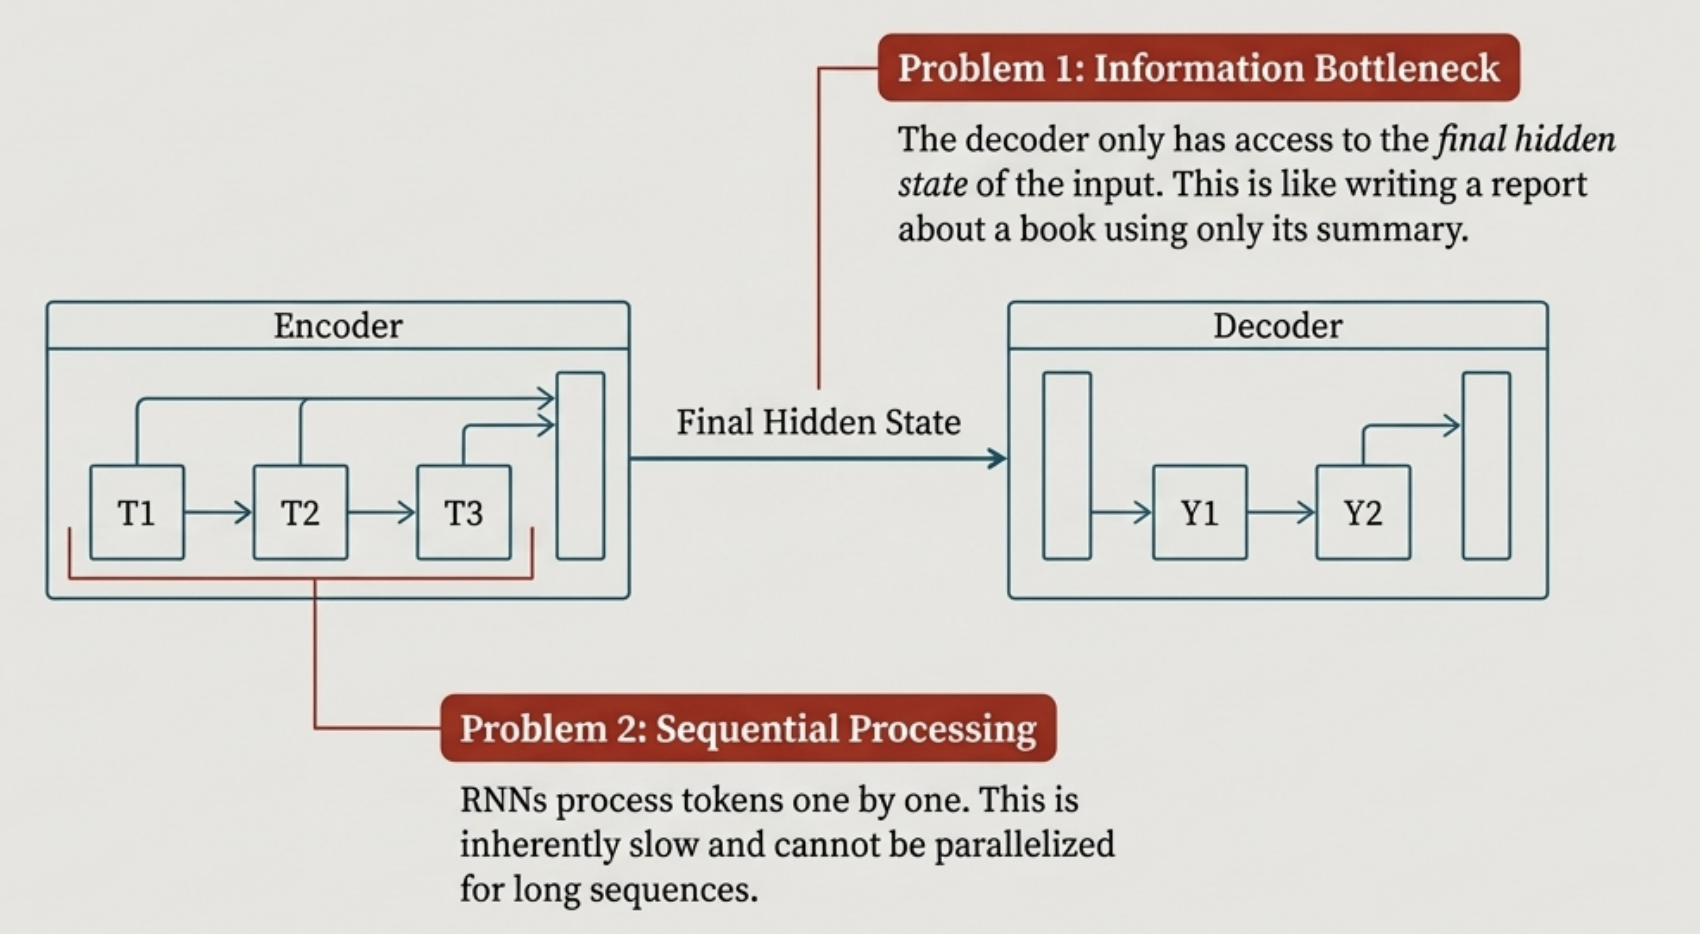 Problem 1: Information Bottleneck
The decoder only has access to the final hidden
state of the input. This is like writing a report
about a book using only its summary.
Encoder
T1
T2
T3
Final Hidden State
Decoder
Y1
Y2
Problem 2: Sequential Processing
RNNs process tokens one by one. This is
inherently slow and cannot be parallelized
for long sequences.